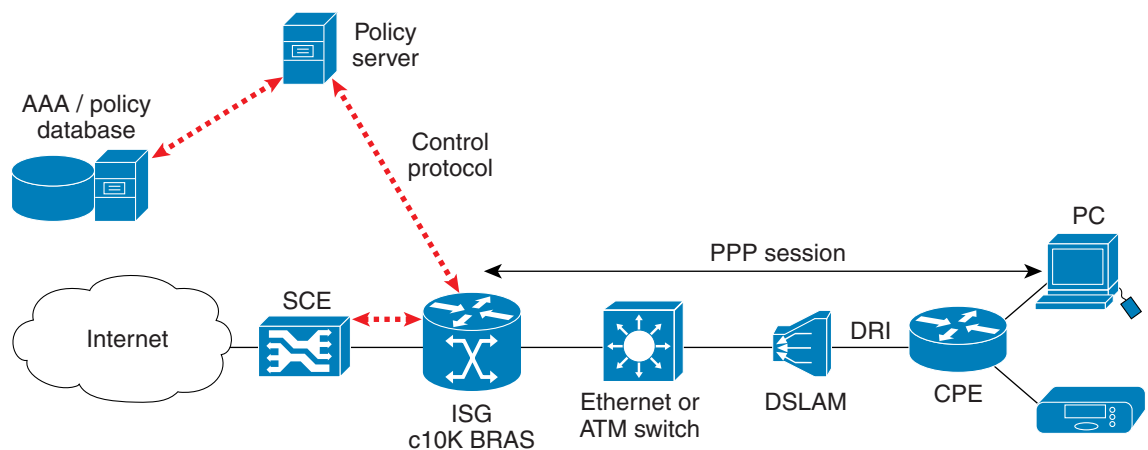 Policy
server
AAA / policy
database
Control
protocol
PC
PPP session
SCE
Internet
DRI
CPE
ISG
c10K BRAS
Ethernet or
ATM switch
DSLAM